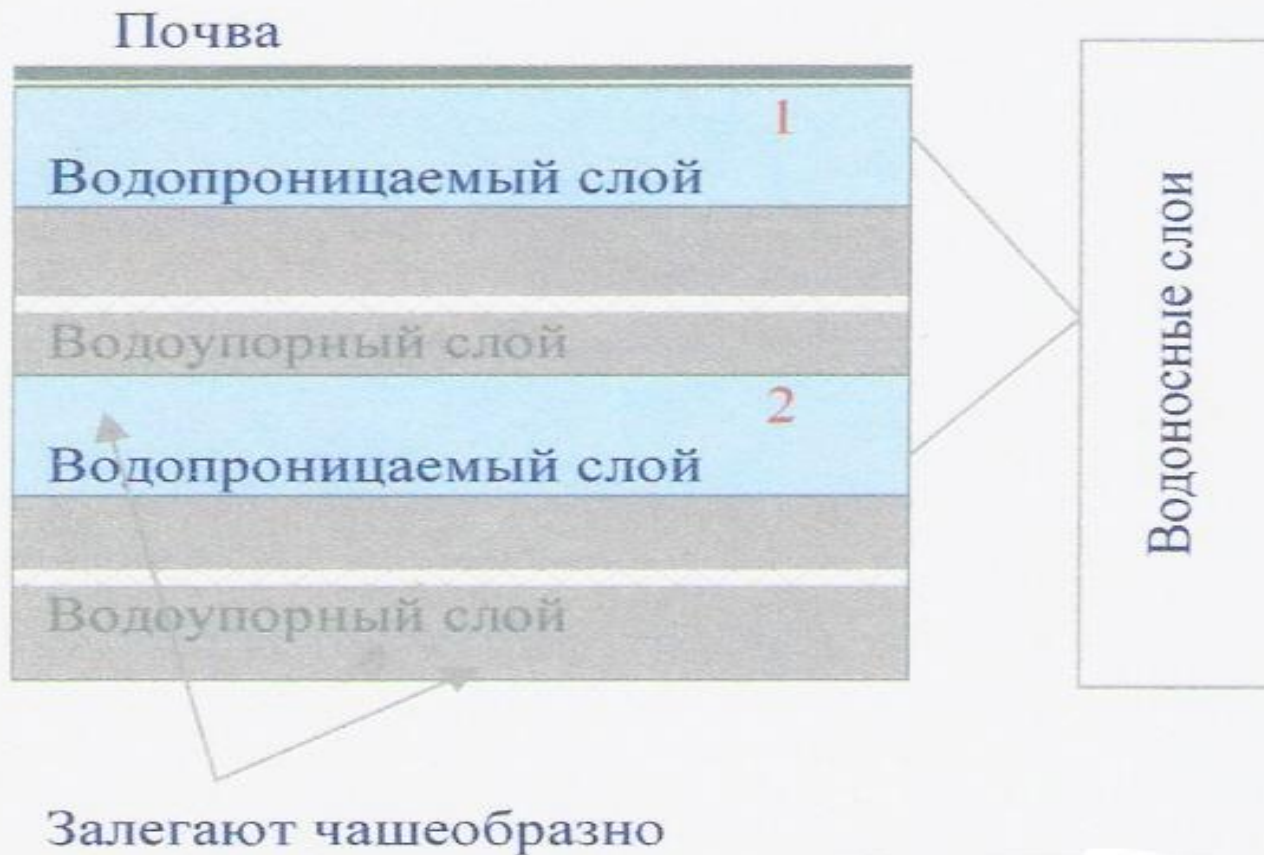 Почва
1
Водопроницаемый слой
Водоупорный слой
2
Водопроницаемый слой
Водоупорный слой
Залегают чашеобразно
Водоносные слои